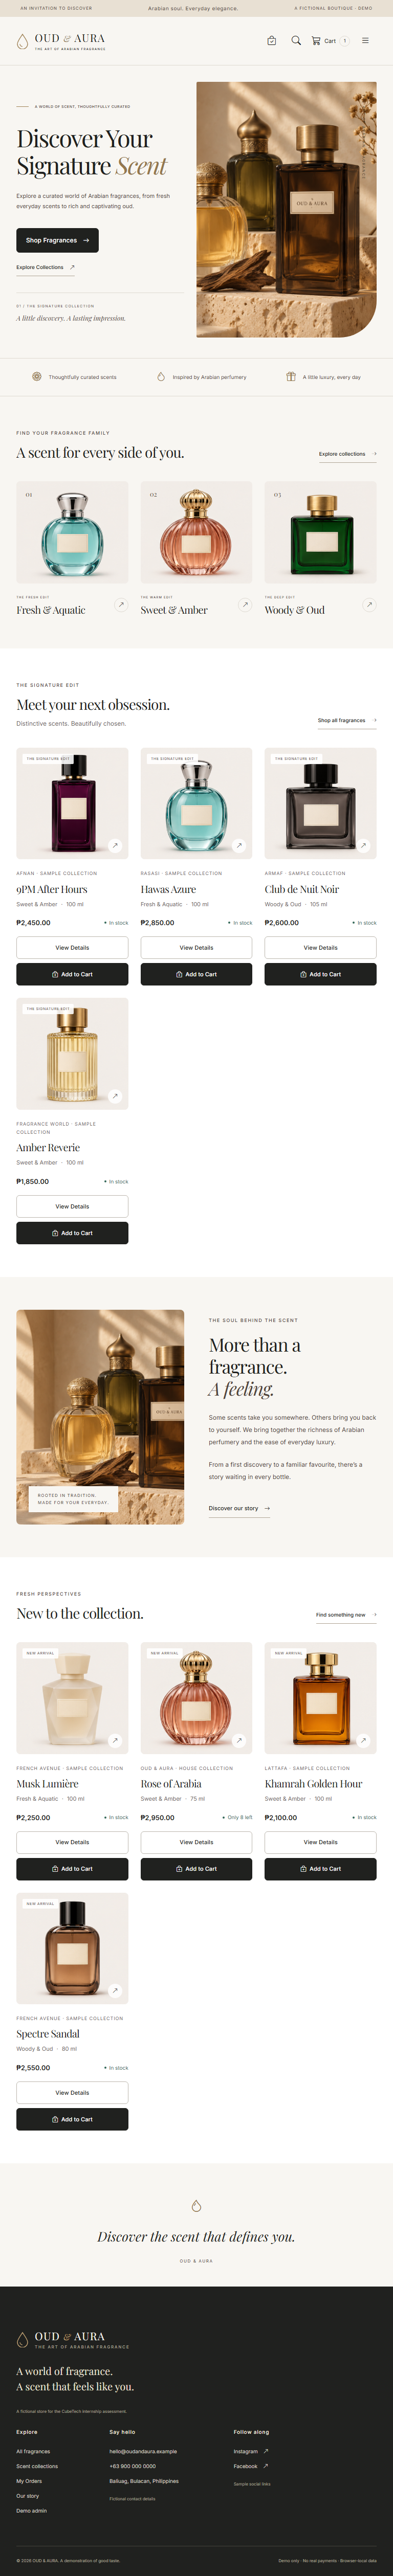 AN INVITATION TO DISCOVER
Arabian soul. Everyday elegance.
A FICTIONAL BOUTIQUE · DEMO
OUD & AURA
THE ART OF ARABIAN FRAGRANCE
Cart 1
A WORLD OF SCENT, THOUGHTFULLY CURATED
Discover Your
Signature Scent
Explore a curated world of Arabian fragrances, from fresh
everyday scents to rich and captivating oud.
Shop Fragrances →
Explore Collections ↗
01 / THE SIGNATURE COLLECTION
A little discovery. A lasting impression.
OUD & AURA
Thoughtfully curated scents
Inspired by Arabian perfumery
A little luxury, every day
FIND YOUR FRAGRANCE FAMILY
A scent for every side of you.
Explore collections
01
02
03
THE FRESH EDIT
Fresh & Aquatic
THE WARM EDIT
Sweet & Amber
THE DEEP EDIT
Woody & Oud
THE SIGNATURE EDIT
Meet your next obsession.
Distinctive scents. Beautifully chosen.
Shop all fragrances
THE SIGNATURE EDIT
AFNAN · SAMPLE COLLECTION
9PM After Hours
Sweet & Amber · 100 ml
₱2,450.00
In stock
View Details
Add to Cart
THE SIGNATURE EDIT
RASASI · SAMPLE COLLECTION
Hawas Azure
Fresh & Aquatic · 100 ml
₱2,850.00
In stock
View Details
Add to Cart
THE SIGNATURE EDIT
ARMAF · SAMPLE COLLECTION
Club de Nuit Noir
Woody & Oud · 105 ml
₱2,600.00
In stock
View Details
Add to Cart
THE SIGNATURE EDIT
FRAGRANCE WORLD · SAMPLE
COLLECTION
Amber Reverie
Sweet & Amber · 100 ml
₱1,850.00
In stock
View Details
Add to Cart
OUD & AURA
ROOTED IN TRADITION.
MADE FOR YOUR EVERYDAY.
THE SOUL BEHIND THE SCENT
More than a
fragrance.
A feeling.
Some scents take you somewhere. Others bring you back
to yourself. We bring together the richness of Arabian
perfumery and the ease of everyday luxury.
From a first discovery to a familiar favourite, there's a
story waiting in every bottle.
Discover our story →
FRESH PERSPECTIVES
New to the collection.
Find something new
NEW ARRIVAL
FRENCH AVENUE · SAMPLE COLLECTION
Musk Lumière
Fresh & Aquatic · 100 ml
₱2,250.00
In stock
View Details
Add to Cart
NEW ARRIVAL
OUD & AURA · HOUSE COLLECTION
Rose of Arabia
Sweet & Amber · 75 ml
₱2,950.00
Only 8 left
View Details
Add to Cart
NEW ARRIVAL
LATTAFA · SAMPLE COLLECTION
Khamrah Golden Hour
Sweet & Amber · 100 ml
₱2,100.00
In stock
View Details
Add to Cart
NEW ARRIVAL
FRENCH AVENUE · SAMPLE COLLECTION
Spectre Sandal
Woody & Oud · 80 ml
₱2,550.00
In stock
View Details
Add to Cart
Discover the scent that defines you.
OUD & AURA
OUD & AURA
THE ART OF ARABIAN FRAGRANCE
A world of fragrance.
A scent that feels like you.
A fictional store for the CubeTech internship assessment.
Explore
All fragrances
Scent collections
My Orders
Our story
Demo admin
Say hello
hello@oudandaura.example
+63 900 000 0000
Baliuag, Bulacan, Philippines
Fictional contact details
Follow along
Instagram ↗
Facebook ↗
Sample social links
© 2026 OUD & AURA. A demonstration of good taste.
Demo only · No real payments · Browser-local data